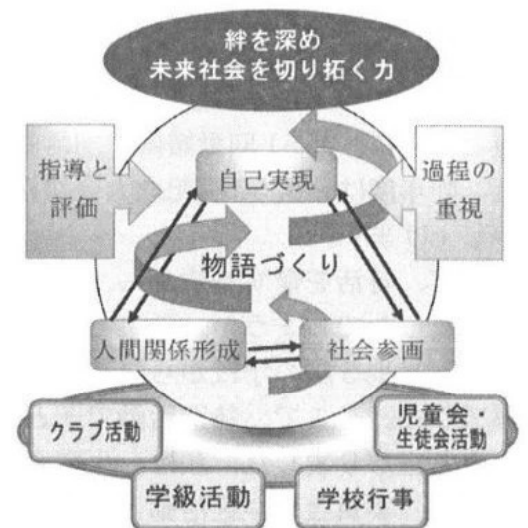 絆を深め
未来社会を切り拓く力
指導と
評価
自己実現
過程の
重視
物語づくり
人間関係形成
社会参画
クラブ活動
児童会・
生徒会活動
学級活動
学校行事